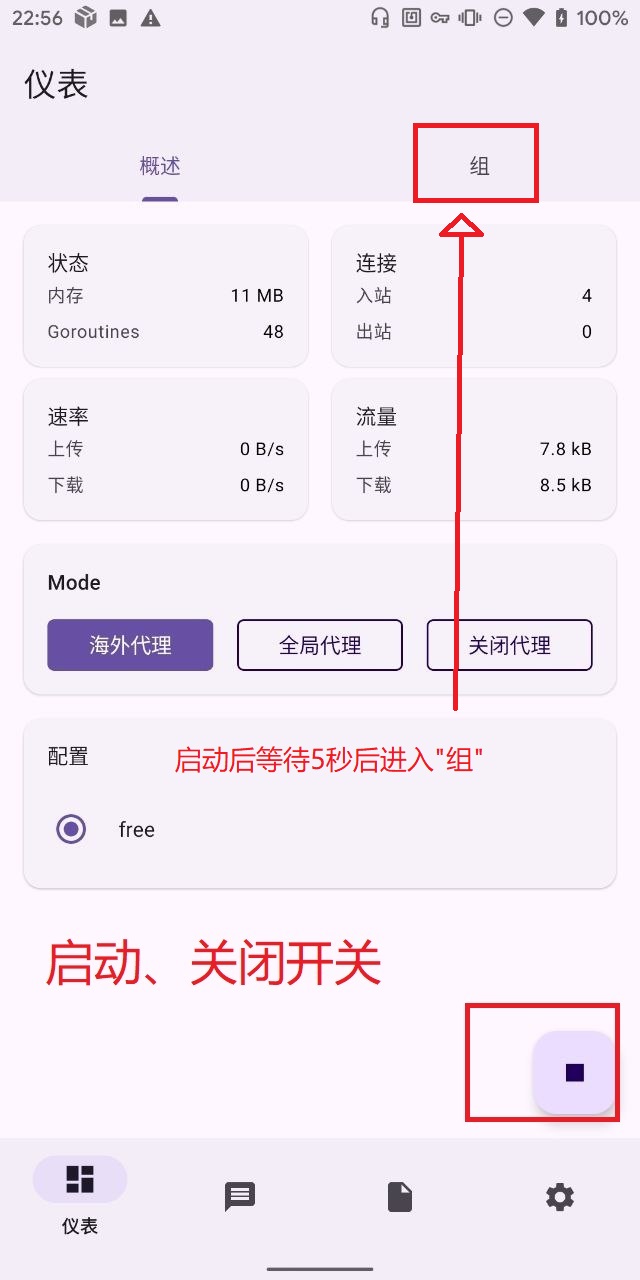 22:56 100%
仪表
概述 组
状态
内存 11 MB
Goroutines 48
连接
入站 4
出站 0
速率
上传 0 B/s
下载 0 B/s
流量
上传 7.8 kB
下载 8.5 kB
Mode
海外代理 全局代理 关闭代理
配置
启动后等待5秒后进入"组"
free
启动、关闭开关
仪表